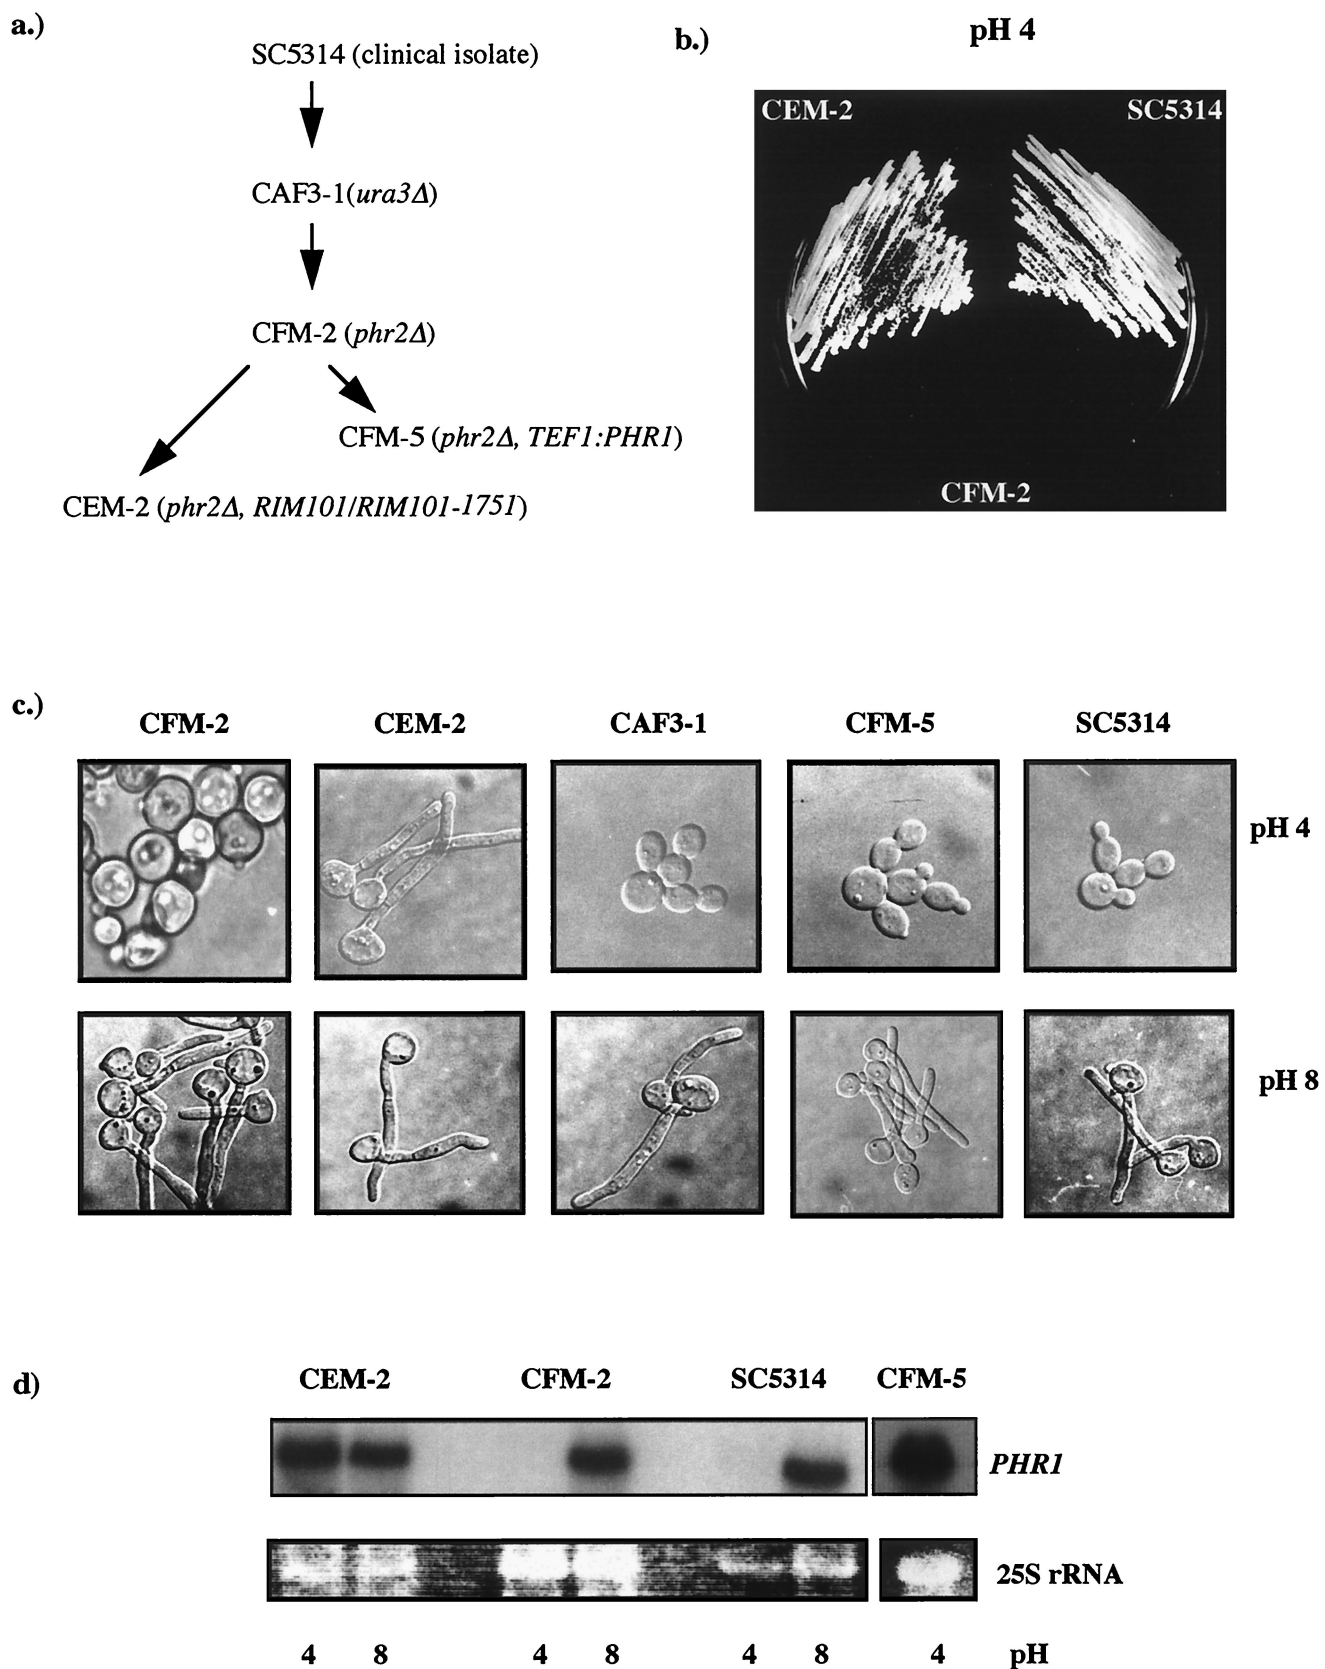 a.)
SC5314 (clinical isolate)
CAF3-1(ura3Δ)
CFM-2 (phr2Δ)
CFM-5 (phr2Δ, TEF1:PHR1)
CEM-2 (phr2Δ, RIM101/RIM101-1751)
b.)
pH 4
CEM-2 SC5314
CFM-2
c.)
CFM-2 CEM-2 CAF3-1 CFM-5 SC5314
pH 4
pH 8
d)
CEM-2 CFM-2 SC5314 CFM-5
PHR1
25S rRNA
4 8 4 8 4 8 4 pH